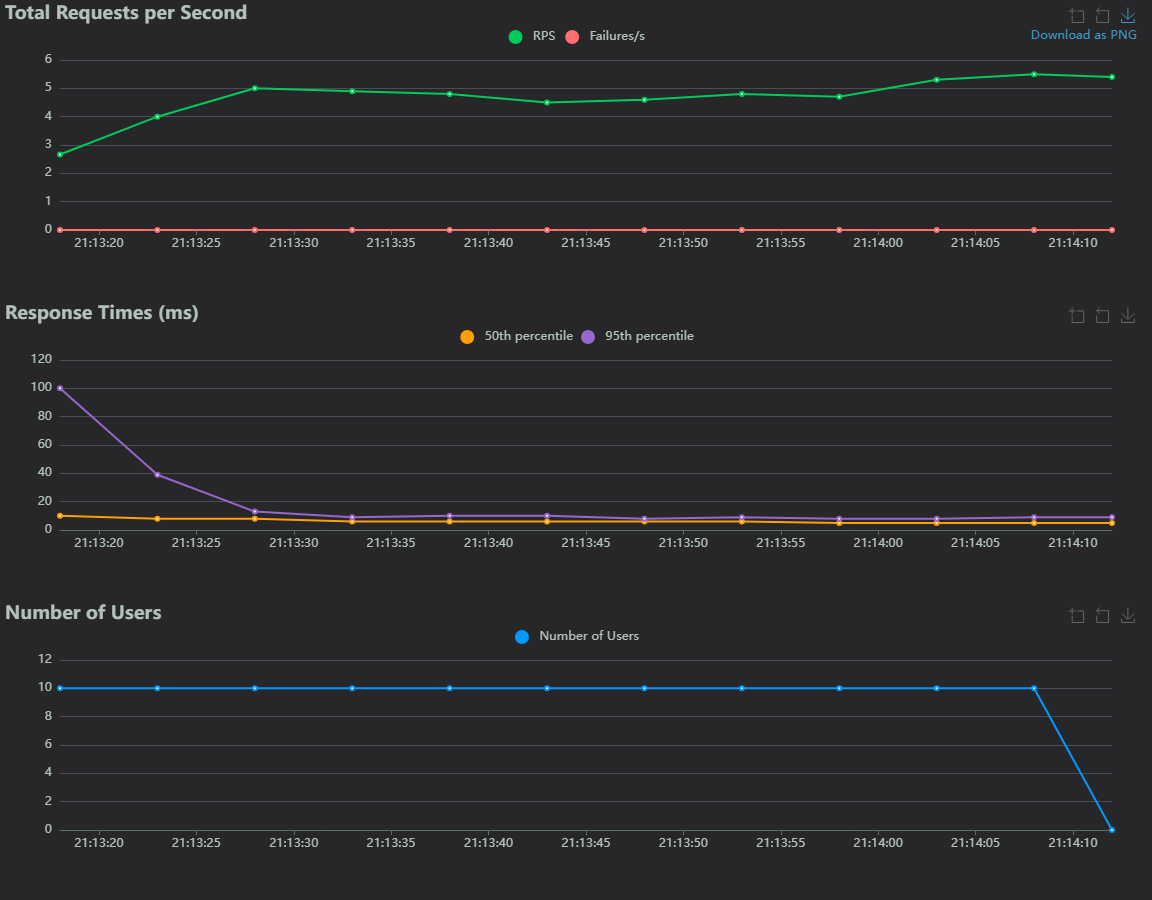 Total Requests per Second
Download as PNG
RPS Failures/s
6
5
4
3
2
1
0
21:13:20 21:13:25 21:13:30 21:13:35 21:13:40 21:13:45 21:13:50 21:13:55 21:14:00 21:14:05 21:14:10
Response Times (ms)
50th percentile 95th percentile
120
100
80
60
40
20
0
21:13:20 21:13:25 21:13:30 21:13:35 21:13:40 21:13:45 21:13:50 21:13:55 21:14:00 21:14:05 21:14:10
Number of Users
Number of Users
12
10
8
6
4
2
0
21:13:20 21:13:25 21:13:30 21:13:35 21:13:40 21:13:45 21:13:50 21:13:55 21:14:00 21:14:05 21:14:10